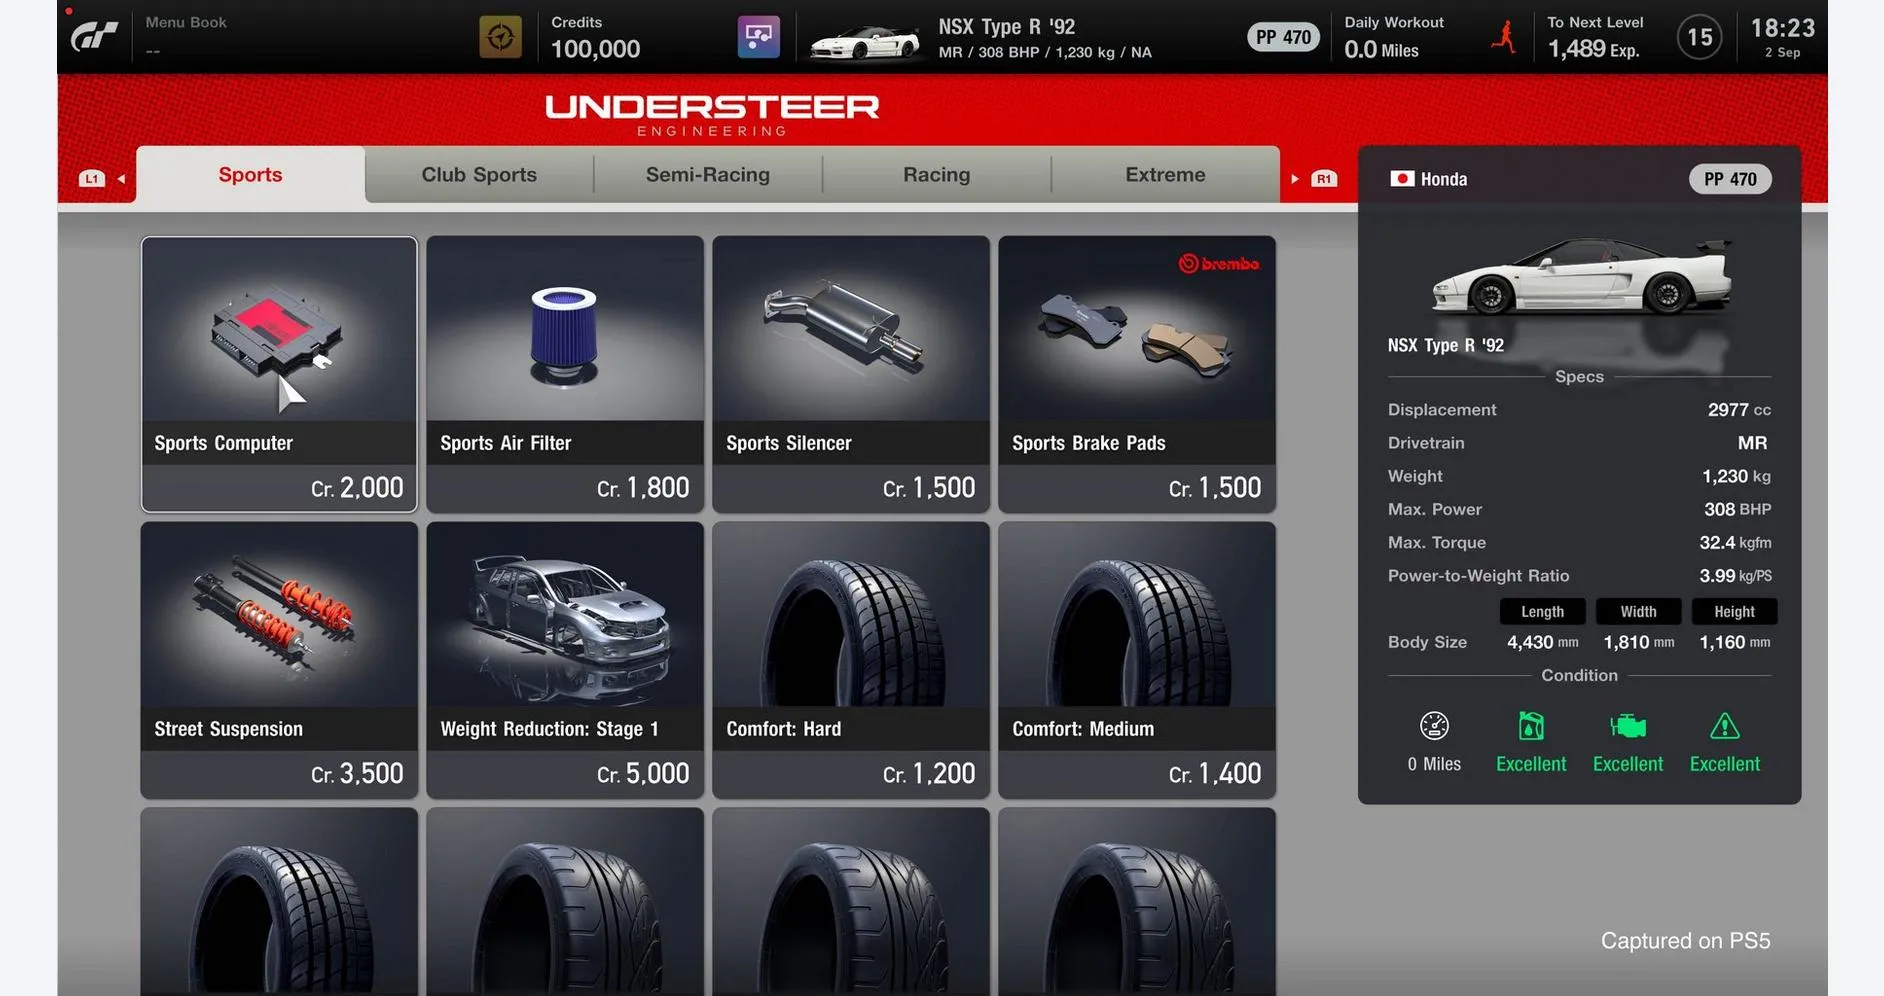 Menu Book
--
Credits
100,000
NSX Type R '92
MR / 308 BHP / 1,230 kg / NA
PP 470
Daily Workout
0.0 Miles
To Next Level
1,489 Exp.
15
18:23
2 Sep
UNDERSTEER
ENGINEERING
L1
Sports
Club Sports
Semi-Racing
Racing
Extreme
R1
brembo
Sports Computer
Cr. 2,000
Sports Air Filter
Cr. 1,800
Sports Silencer
Cr. 1,500
Sports Brake Pads
Cr. 1,500
Street Suspension
Cr. 3,500
Weight Reduction: Stage 1
Cr. 5,000
Comfort: Hard
Cr. 1,200
Comfort: Medium
Cr. 1,400
Honda
PP 470
NSX Type R '92
Specs
Displacement 2977 cc
Drivetrain MR
Weight 1,230 kg
Max. Power 308 BHP
Max. Torque 32.4 kgfm
Power-to-Weight Ratio 3.99 kg/PS
Length Width Height
Body Size 4,430 mm 1,810 mm 1,160 mm
Condition
0 Miles Excellent Excellent Excellent
Captured on PS5